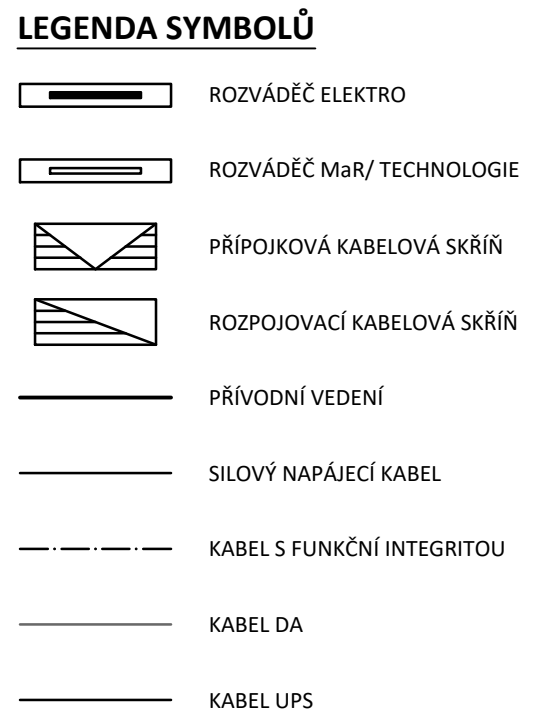 LEGENDA SYMBOLŮ
ROZVÁDĚČ ELEKTRO
ROZVÁDĚČ MaR/ TECHNOLOGIE
PŘÍPOJKOVÁ KABELOVÁ SKŘÍŇ
ROZPOJOVACÍ KABELOVÁ SKŘÍŇ
PŘÍVODNÍ VEDENÍ
SILOVÝ NAPÁJECÍ KABEL
KABEL S FUNKČNÍ INTEGRITOU
KABEL DA
KABEL UPS